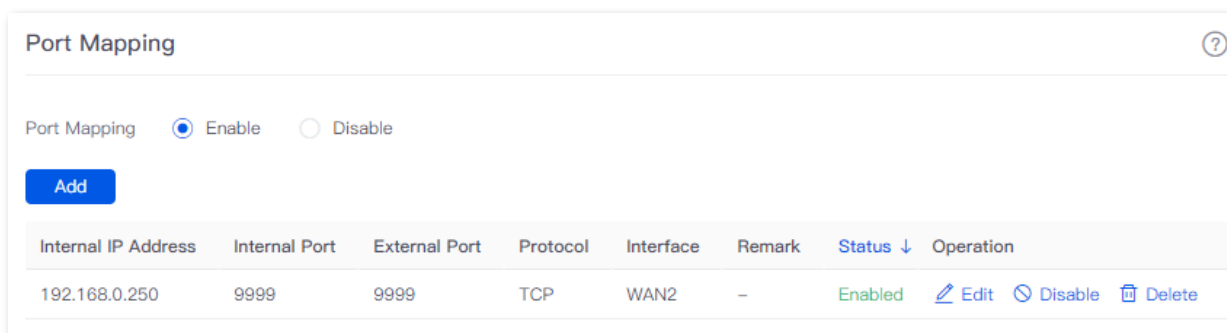 Port Mapping
?
Port Mapping Enable Disable
Add
Internal IP Address Internal Port External Port Protocol Interface Remark Status ↓ Operation
192.168.0.250 9999 9999 TCP WAN2 – Enabled Edit Disable Delete